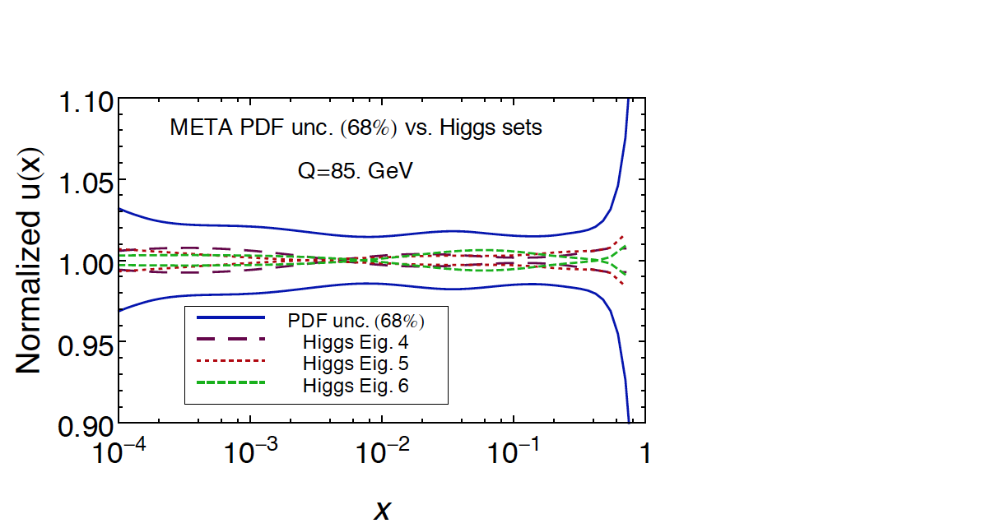 META PDF unc. (68%) vs. Higgs sets
Q=85. GeV
Normalized u(x)
1.10
1.05
1.00
0.95
0.90
PDF unc. (68%)
Higgs Eig. 4
Higgs Eig. 5
Higgs Eig. 6
10⁻⁴ 10⁻³ 10⁻² 10⁻¹ 1
x